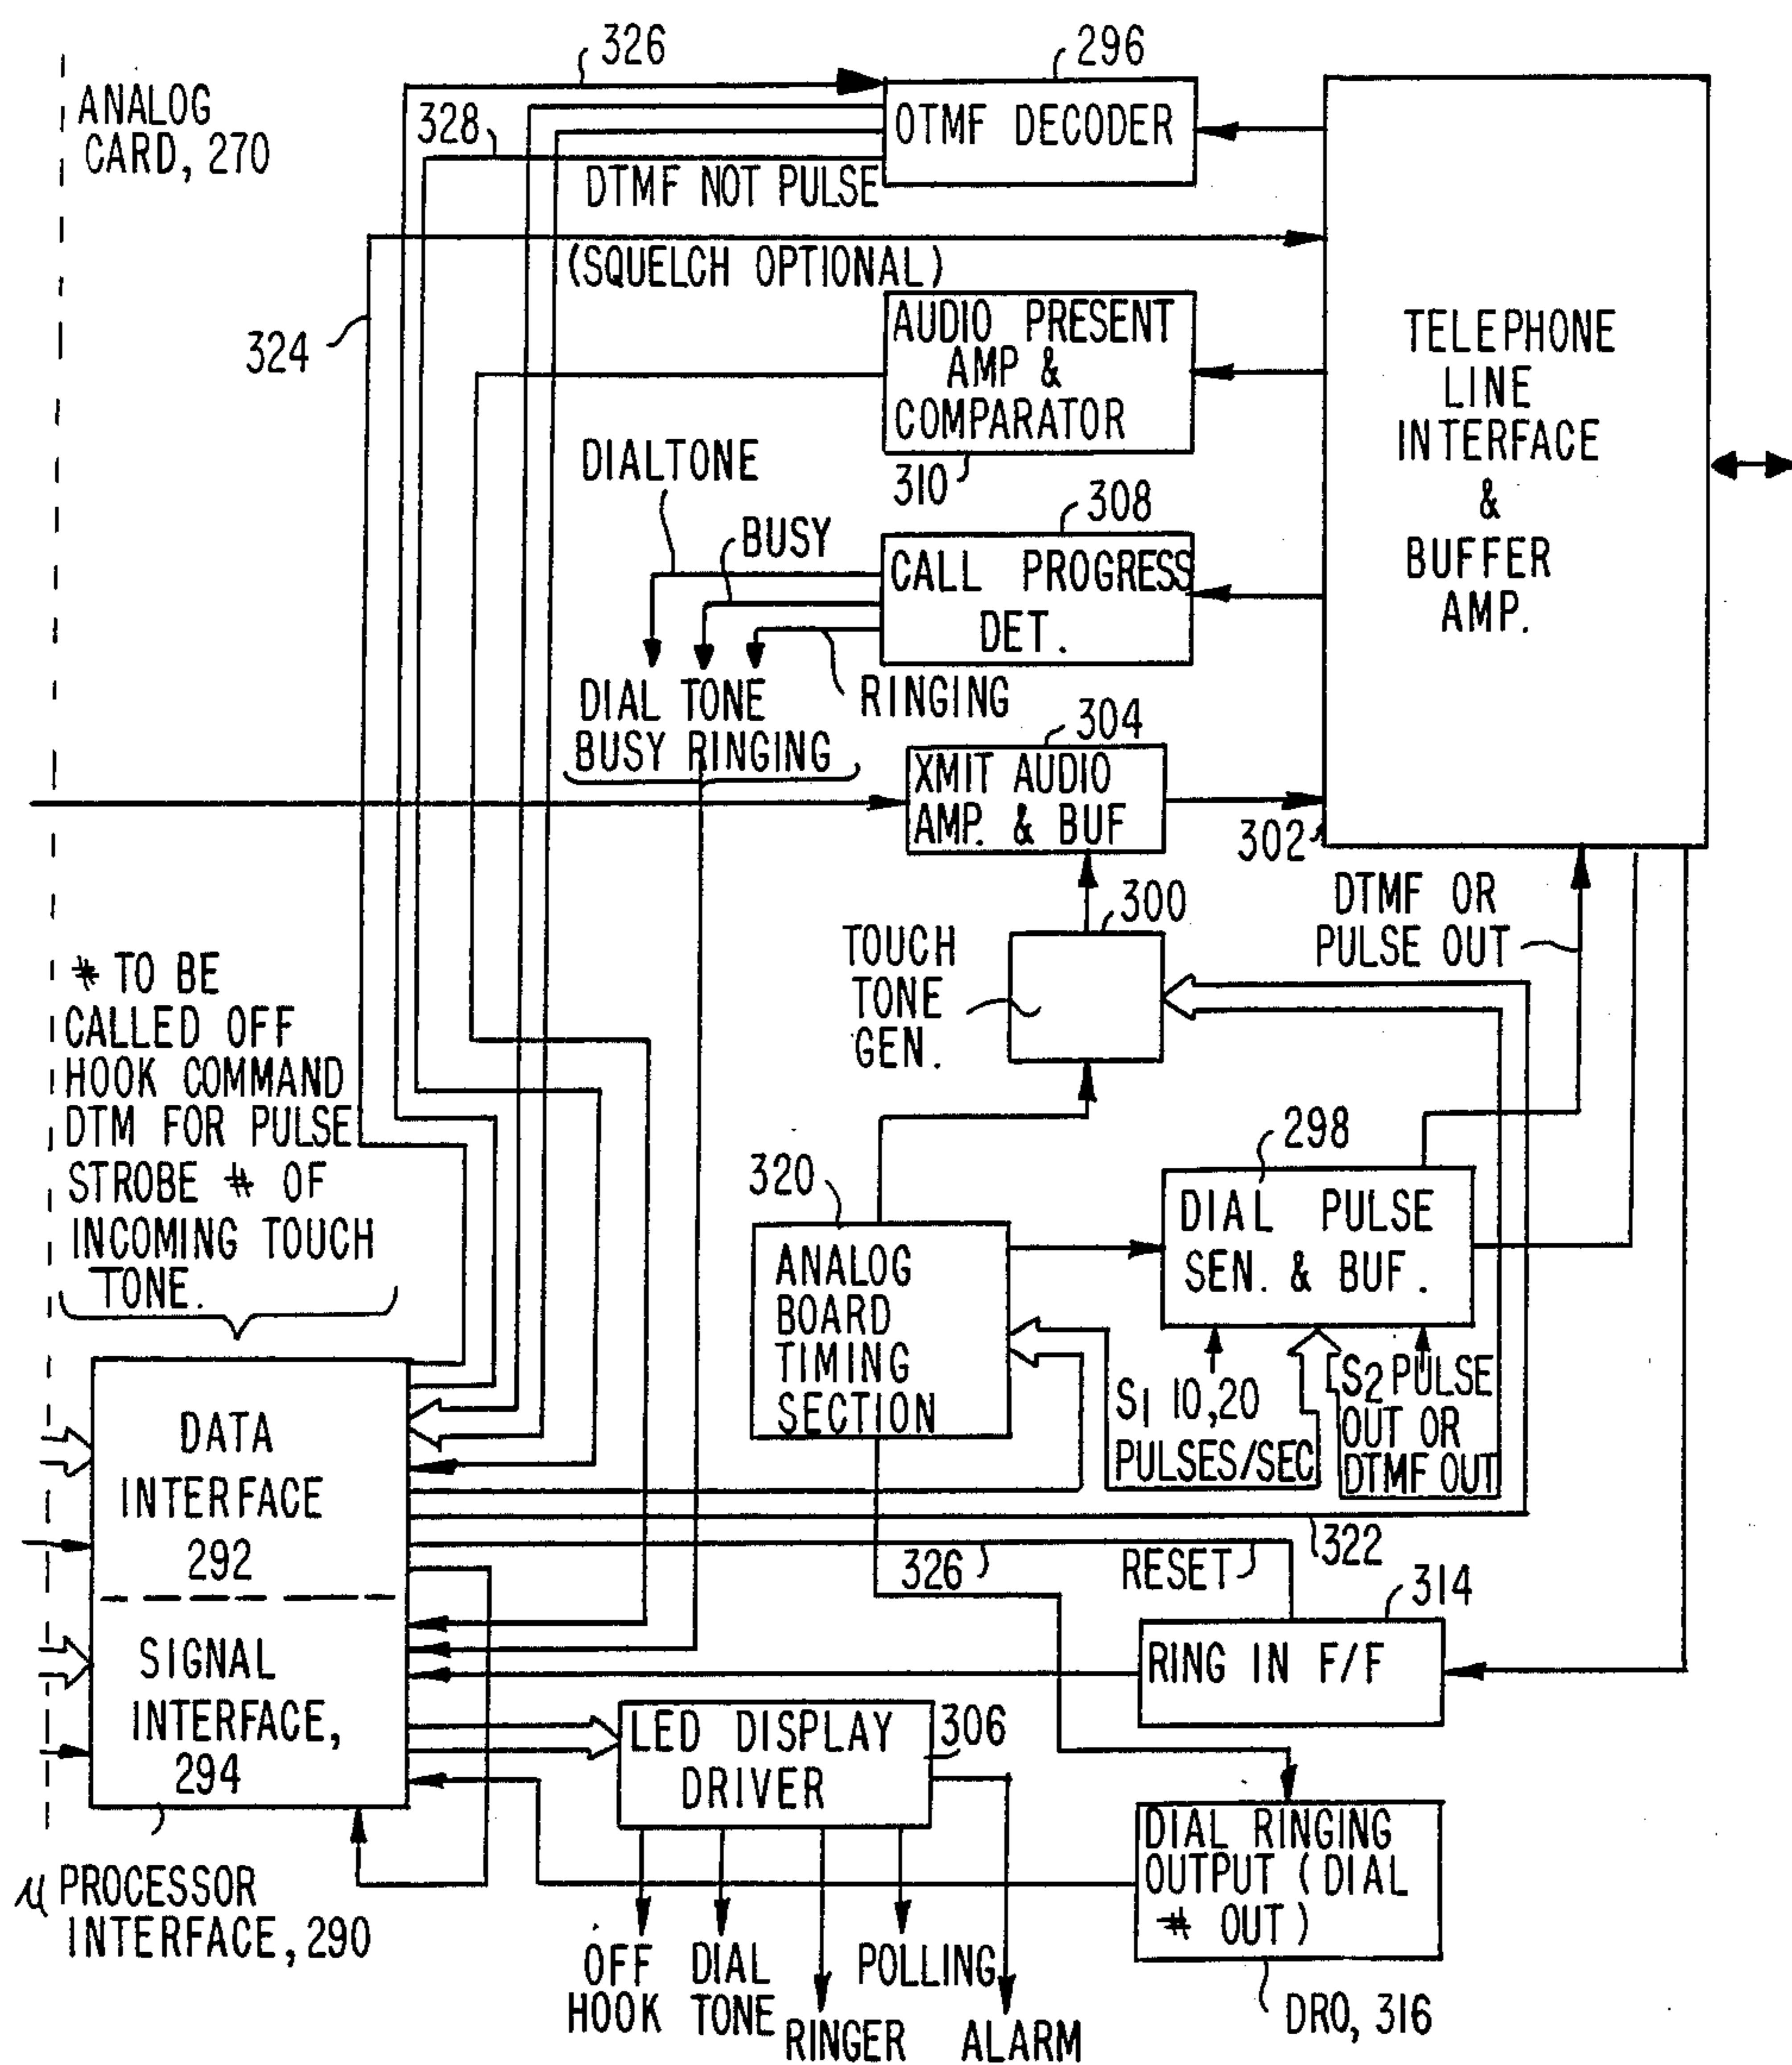 326
296
ANALOG
CARD, 270
328
OTMF DECODER
DTMF NOT PULSE
(SQUELCH OPTIONAL)
324
AUDIO PRESENT
AMP &
COMPARATOR
310
TELEPHONE
LINE
INTERFACE
&
BUFFER
AMP.
DIALTONE
BUSY
308
CALL PROGRESS
DET.
DIAL TONE
BUSY RINGING
RINGING
304
XMIT AUDIO
AMP. & BUF
302
300
TOUCH
TONE
GEN.
DTMF OR
PULSE OUT
# TO BE
CALLED OFF
HOOK COMMAND
DTM FOR PULSE
STROBE # OF
INCOMING TOUCH
TONE.
320
298
ANALOG
BOARD
TIMING
SECTION
DIAL PULSE
SEN. & BUF.
S1 10,20
PULSES/SEC
S2 PULSE
OUT OR
DTMF OUT
DATA
INTERFACE
292
SIGNAL
INTERFACE,
294
326
RESET
322
314
RING IN F/F
LED DISPLAY
DRIVER
306
DIAL RINGING
OUTPUT (DIAL
# OUT)
μ PROCESSOR
INTERFACE, 290
OFF
HOOK
DIAL
TONE
RINGER
POLLING
ALARM
DRO, 316